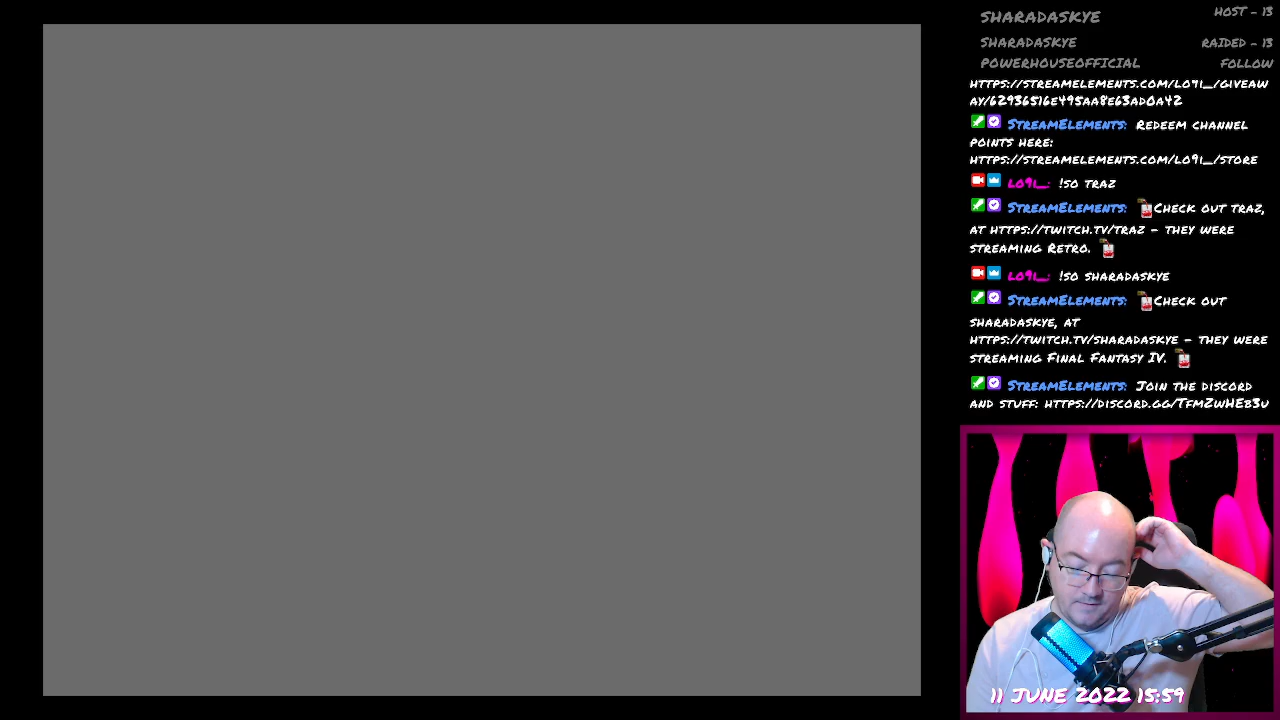 SHARADASKYE HOST - 13
SHARADASKYE RAIDED - 13
POWERHOUSEOFFICIAL FOLLOW
HTTPS://STREAMELEMENTS.COM/LO9I_/GIVEAW
AY/62936516E495AA8E63AD0A42
STREAMELEMENTS: REDEEM CHANNEL
POINTS HERE:
HTTPS://STREAMELEMENTS.COM/LO9I_/STORE
LO9I_: !SO TRAZ
STREAMELEMENTS: CHECK OUT TRAZ,
AT HTTPS://TWITCH.TV/TRAZ - THEY WERE
STREAMING RETRO.
LO9I_: !SO SHARADASKYE
STREAMELEMENTS: CHECK OUT
SHARADASKYE, AT
HTTPS://TWITCH.TV/SHARADASKYE - THEY WERE
STREAMING FINAL FANTASY IV.
STREAMELEMENTS: JOIN THE DISCORD
AND STUFF: HTTPS://DISCORD.GG/TFMZWHEB3U
11 JUNE 2022 15:59